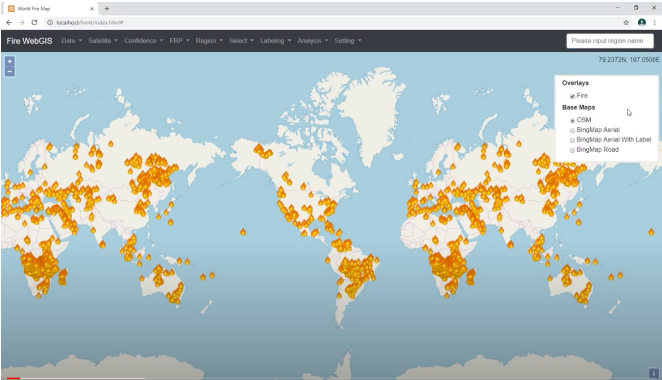 World Fire Map
localhost/front/index.html#
Fire WebGIS Date Satellite Confidence FRP Region Select Labeling Analysis Setting Please input region name
79.2372N, 197.0508E
Overlays
Fire
Base Maps
OSM
BingMap Aerial
BingMap Aerial With Label
BingMap Road